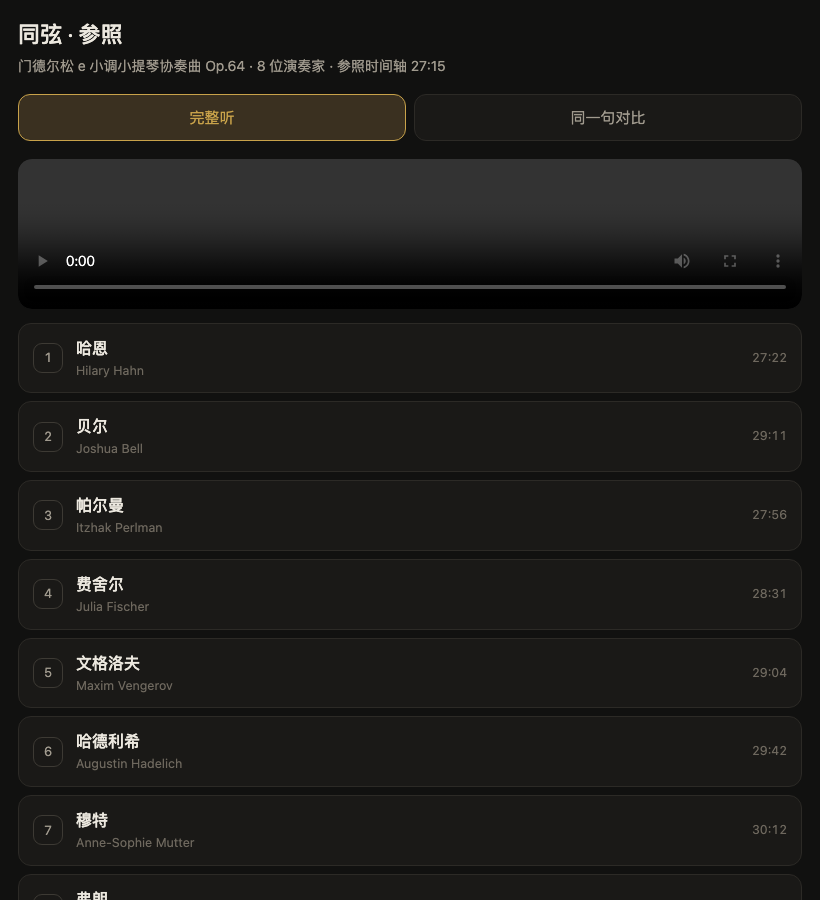 同弦 · 参照
门德尔松 e 小调小提琴协奏曲 Op.64 · 8 位演奏家 · 参照时间轴 27:15
完整听
同一句对比
0:00
1
哈恩
Hilary Hahn
27:22
2
贝尔
Joshua Bell
29:11
3
帕尔曼
Itzhak Perlman
27:56
4
费舍尔
Julia Fischer
28:31
5
文格洛夫
Maxim Vengerov
29:04
6
哈德利希
Augustin Hadelich
29:42
7
穆特
Anne-Sophie Mutter
30:12